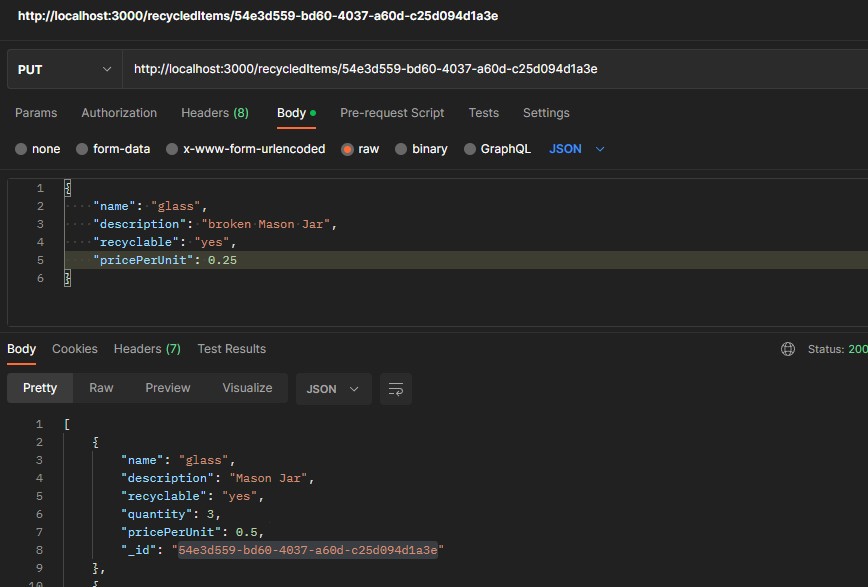 http://localhost:3000/recycledItems/54e3d559-bd60-4037-a60d-c25d094d1a3e
PUT http://localhost:3000/recycledItems/54e3d559-bd60-4037-a60d-c25d094d1a3e
Params Authorization Headers (8) Body Pre-request Script Tests Settings
none form-data x-www-form-urlencoded raw binary GraphQL JSON
1 {
2 "name": "glass",
3 "description": "broken Mason Jar",
4 "recyclable": "yes",
5 "pricePerUnit": 0.25
6 }
Body Cookies Headers (7) Test Results Status: 200
Pretty Raw Preview Visualize JSON
1 [
2 {
3 "name": "glass",
4 "description": "Mason Jar",
5 "recyclable": "yes",
6 "quantity": 3,
7 "pricePerUnit": 0.5,
8 "_id": "54e3d559-bd60-4037-a60d-c25d094d1a3e"
9 },
10 {